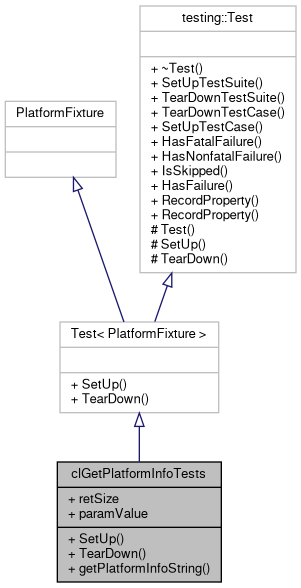 testing::Test
+ ~Test()
+ SetUpTestSuite()
+ TearDownTestSuite()
+ TearDownTestCase()
+ SetUpTestCase()
+ HasFatalFailure()
+ HasNonfatalFailure()
+ IsSkipped()
+ HasFailure()
+ RecordProperty()
+ RecordProperty()
# Test()
# SetUp()
# TearDown()
PlatformFixture
Test< PlatformFixture >
+ SetUp()
+ TearDown()
clGetPlatformInfoTests
+ retSize
+ paramValue
+ SetUp()
+ TearDown()
+ getPlatformInfoString()